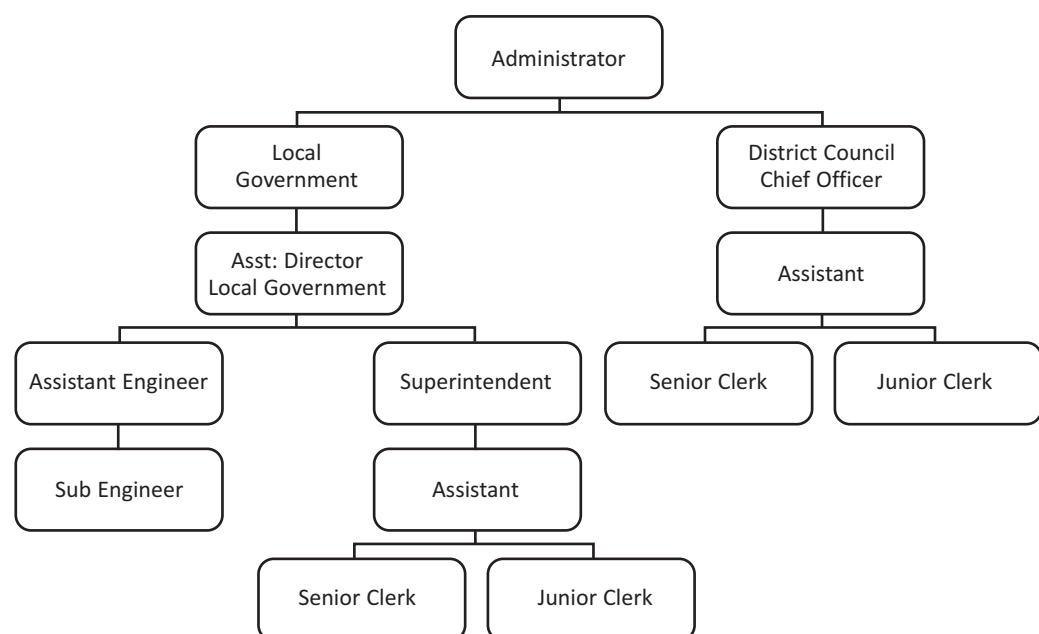 Administrator
Local
Government
District Council
Chief Officer
Asst: Director
Local Government
Assistant
Assistant Engineer
Superintendent
Senior Clerk
Junior Clerk
Sub Engineer
Assistant
Senior Clerk
Junior Clerk